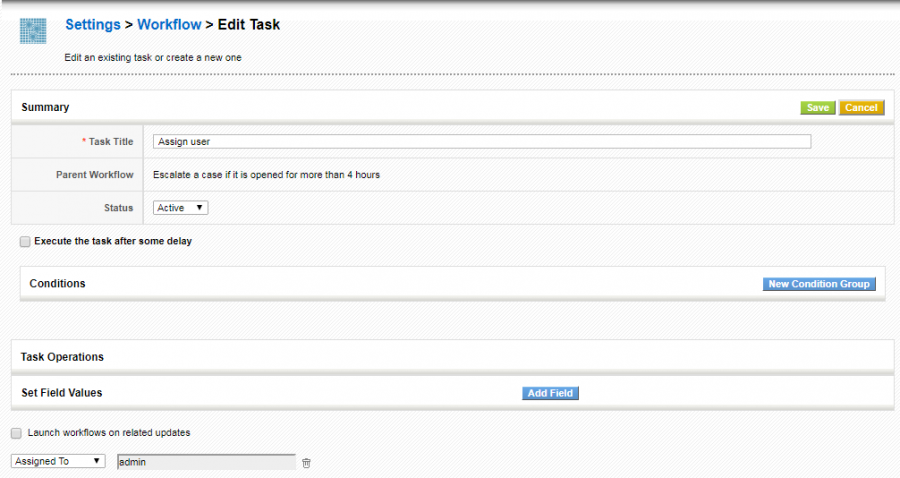 Settings > Workflow > Edit Task
Edit an existing task or create a new one
Summary
Save Cancel
* Task Title Assign user
Parent Workflow Escalate a case if it is opened for more than 4 hours
Status Active
Execute the task after some delay
Conditions New Condition Group
Task Operations
Set Field Values Add Field
Launch workflows on related updates
Assigned To admin